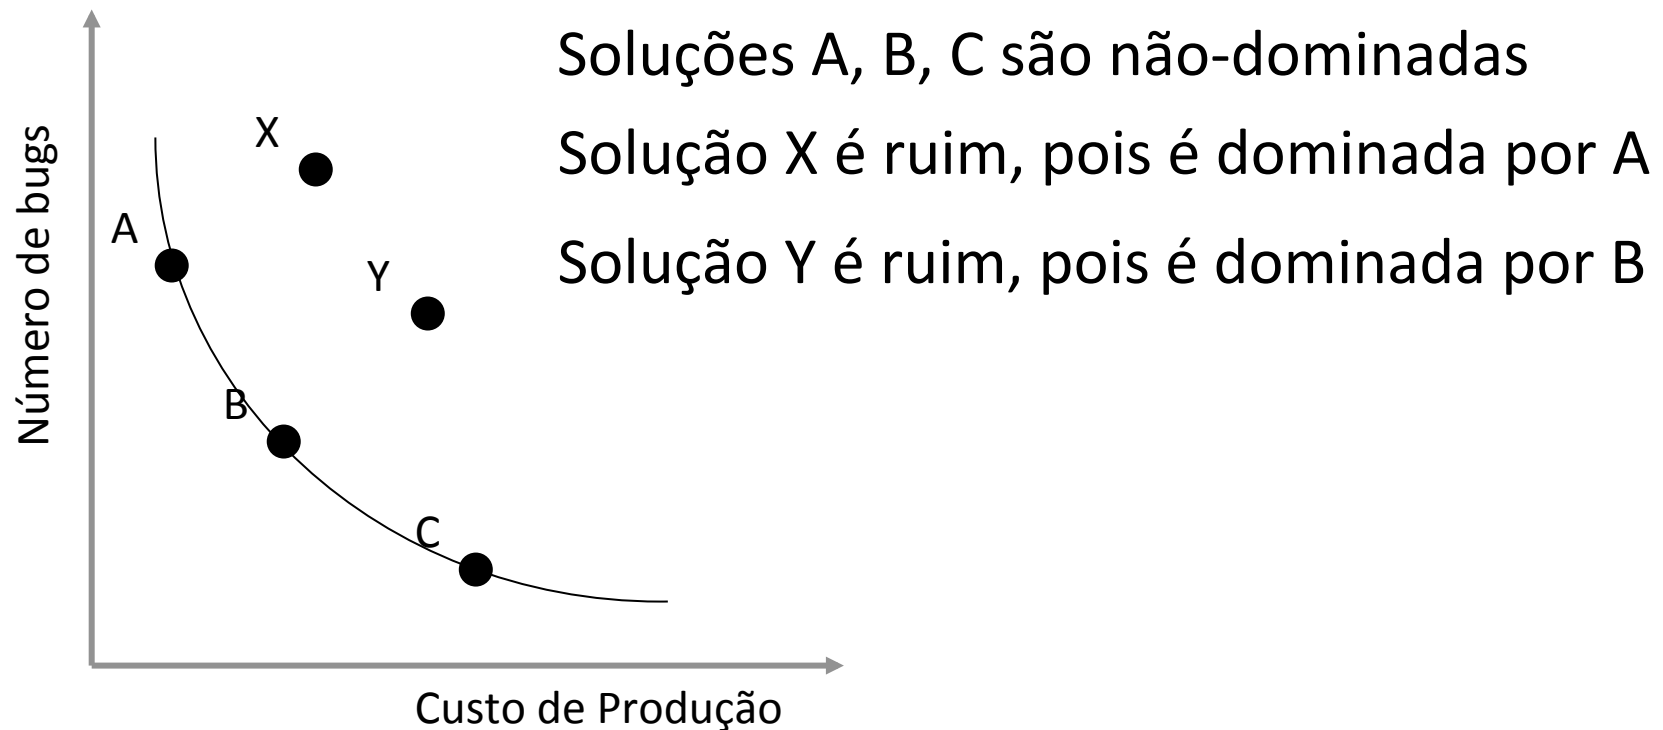 Soluções A, B, C são não-dominadas
Solução X é ruim, pois é dominada por A
Solução Y é ruim, pois é dominada por B
Número de bugs
X
A
Y
B
C
Custo de Produção